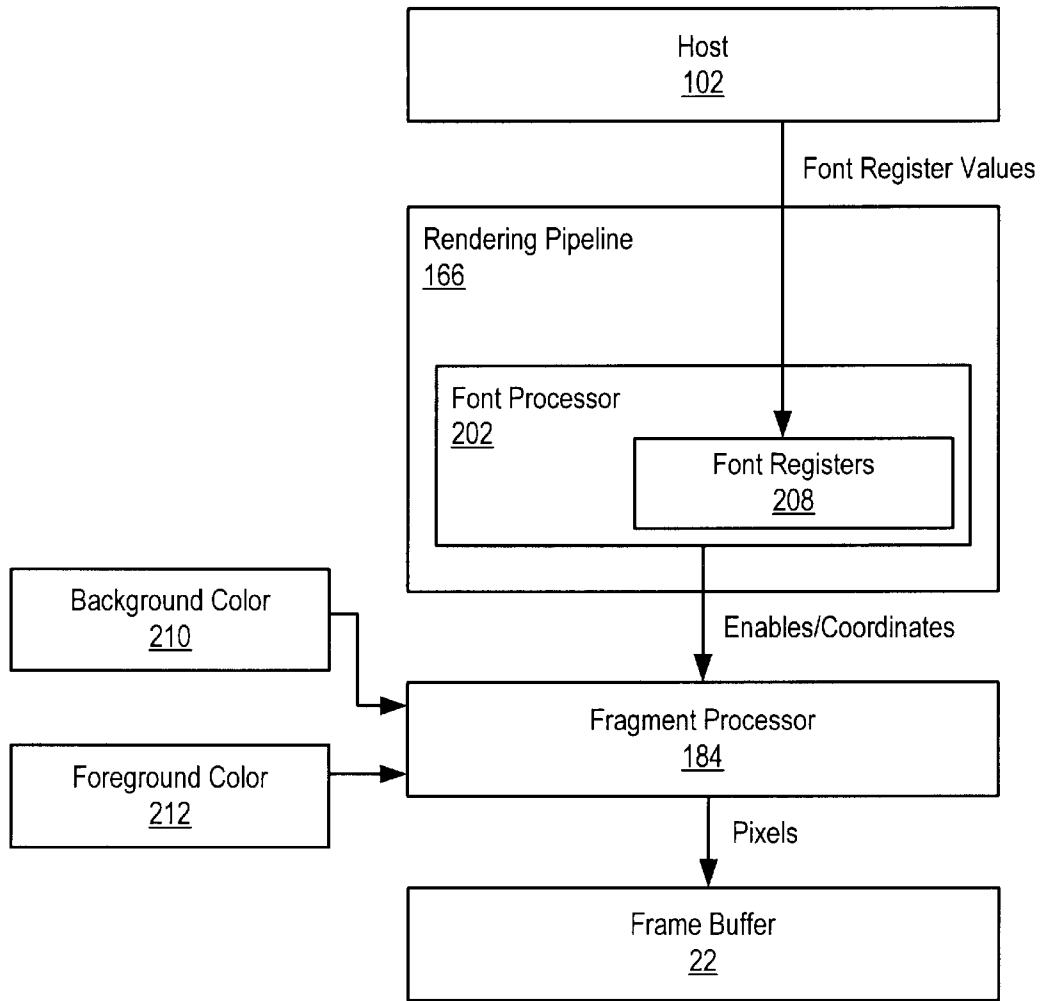 Host
102
Font Register Values
Rendering Pipeline
166
Font Processor
202
Font Registers
208
Background Color
210
Enables/Coordinates
Fragment Processor
184
Foreground Color
212
Pixels
Frame Buffer
22